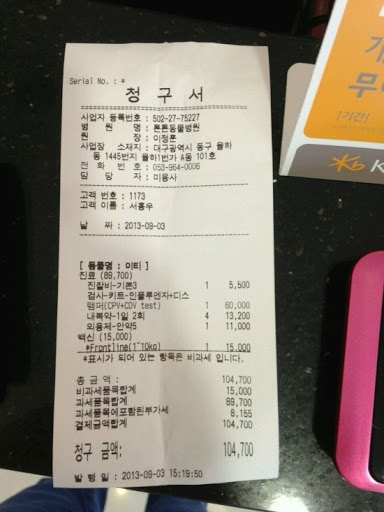 Serial No. : *
청 구 서
사업자 등록번호 : 502-27-75227
병 원 명 : 튼튼동물병원
원 장 : 이정훈
사업장 소재지 : 대구광역시 동구 율하
동 1445번지 율하1번가 A동 101호
전 화 번 호 : 053-964-0006
담 당 자 : 미용사
고객 번호 : 1173
고객 이름 : 서홍우
날 짜 : 2013-09-03
[ 동물명 : 이티 ]
진료 (89,700)
진찰비-기본3 1 5,500
검사-키트-인플루엔자+디스
템퍼(CPV+CDV test) 1 60,000
내복약-1일 2회 4 13,200
외용제-안약5 1 11,000
백신 (15,000)
*Frontline(1~10kg) 1 15,000
*표시가 되어 있는 항목은 비과세 입니다.
총 금액 : 104,700
비과세품목합계 15,000
과세품목합계 89,700
과세품목에포함된부가세 8,155
결제금액합계 104,700
청구 금액: 104,700
발 행 일 : 2013-09-03 15:19:50
무이
기간
K